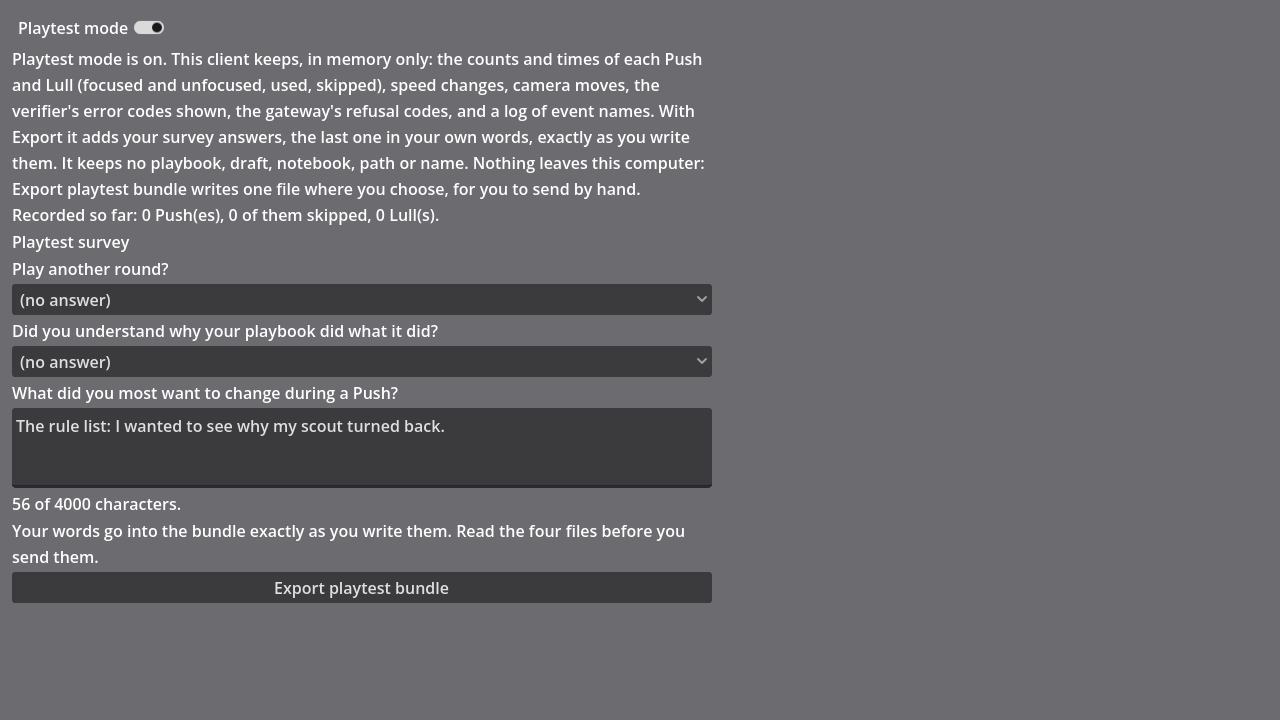 Playtest mode
Playtest mode is on. This client keeps, in memory only: the counts and times of each Push
and Lull (focused and unfocused, used, skipped), speed changes, camera moves, the
verifier's error codes shown, the gateway's refusal codes, and a log of event names. With
Export it adds your survey answers, the last one in your own words, exactly as you write
them. It keeps no playbook, draft, notebook, path or name. Nothing leaves this computer:
Export playtest bundle writes one file where you choose, for you to send by hand.
Recorded so far: 0 Push(es), 0 of them skipped, 0 Lull(s).
Playtest survey
Play another round?
(no answer)
Did you understand why your playbook did what it did?
(no answer)
What did you most want to change during a Push?
The rule list: I wanted to see why my scout turned back.
56 of 4000 characters.
Your words go into the bundle exactly as you write them. Read the four files before you
send them.
Export playtest bundle